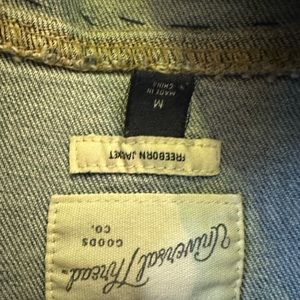 M
MADE IN
CHINA
FREEBORN JACKET
Universal Thread
GOODS
CO.